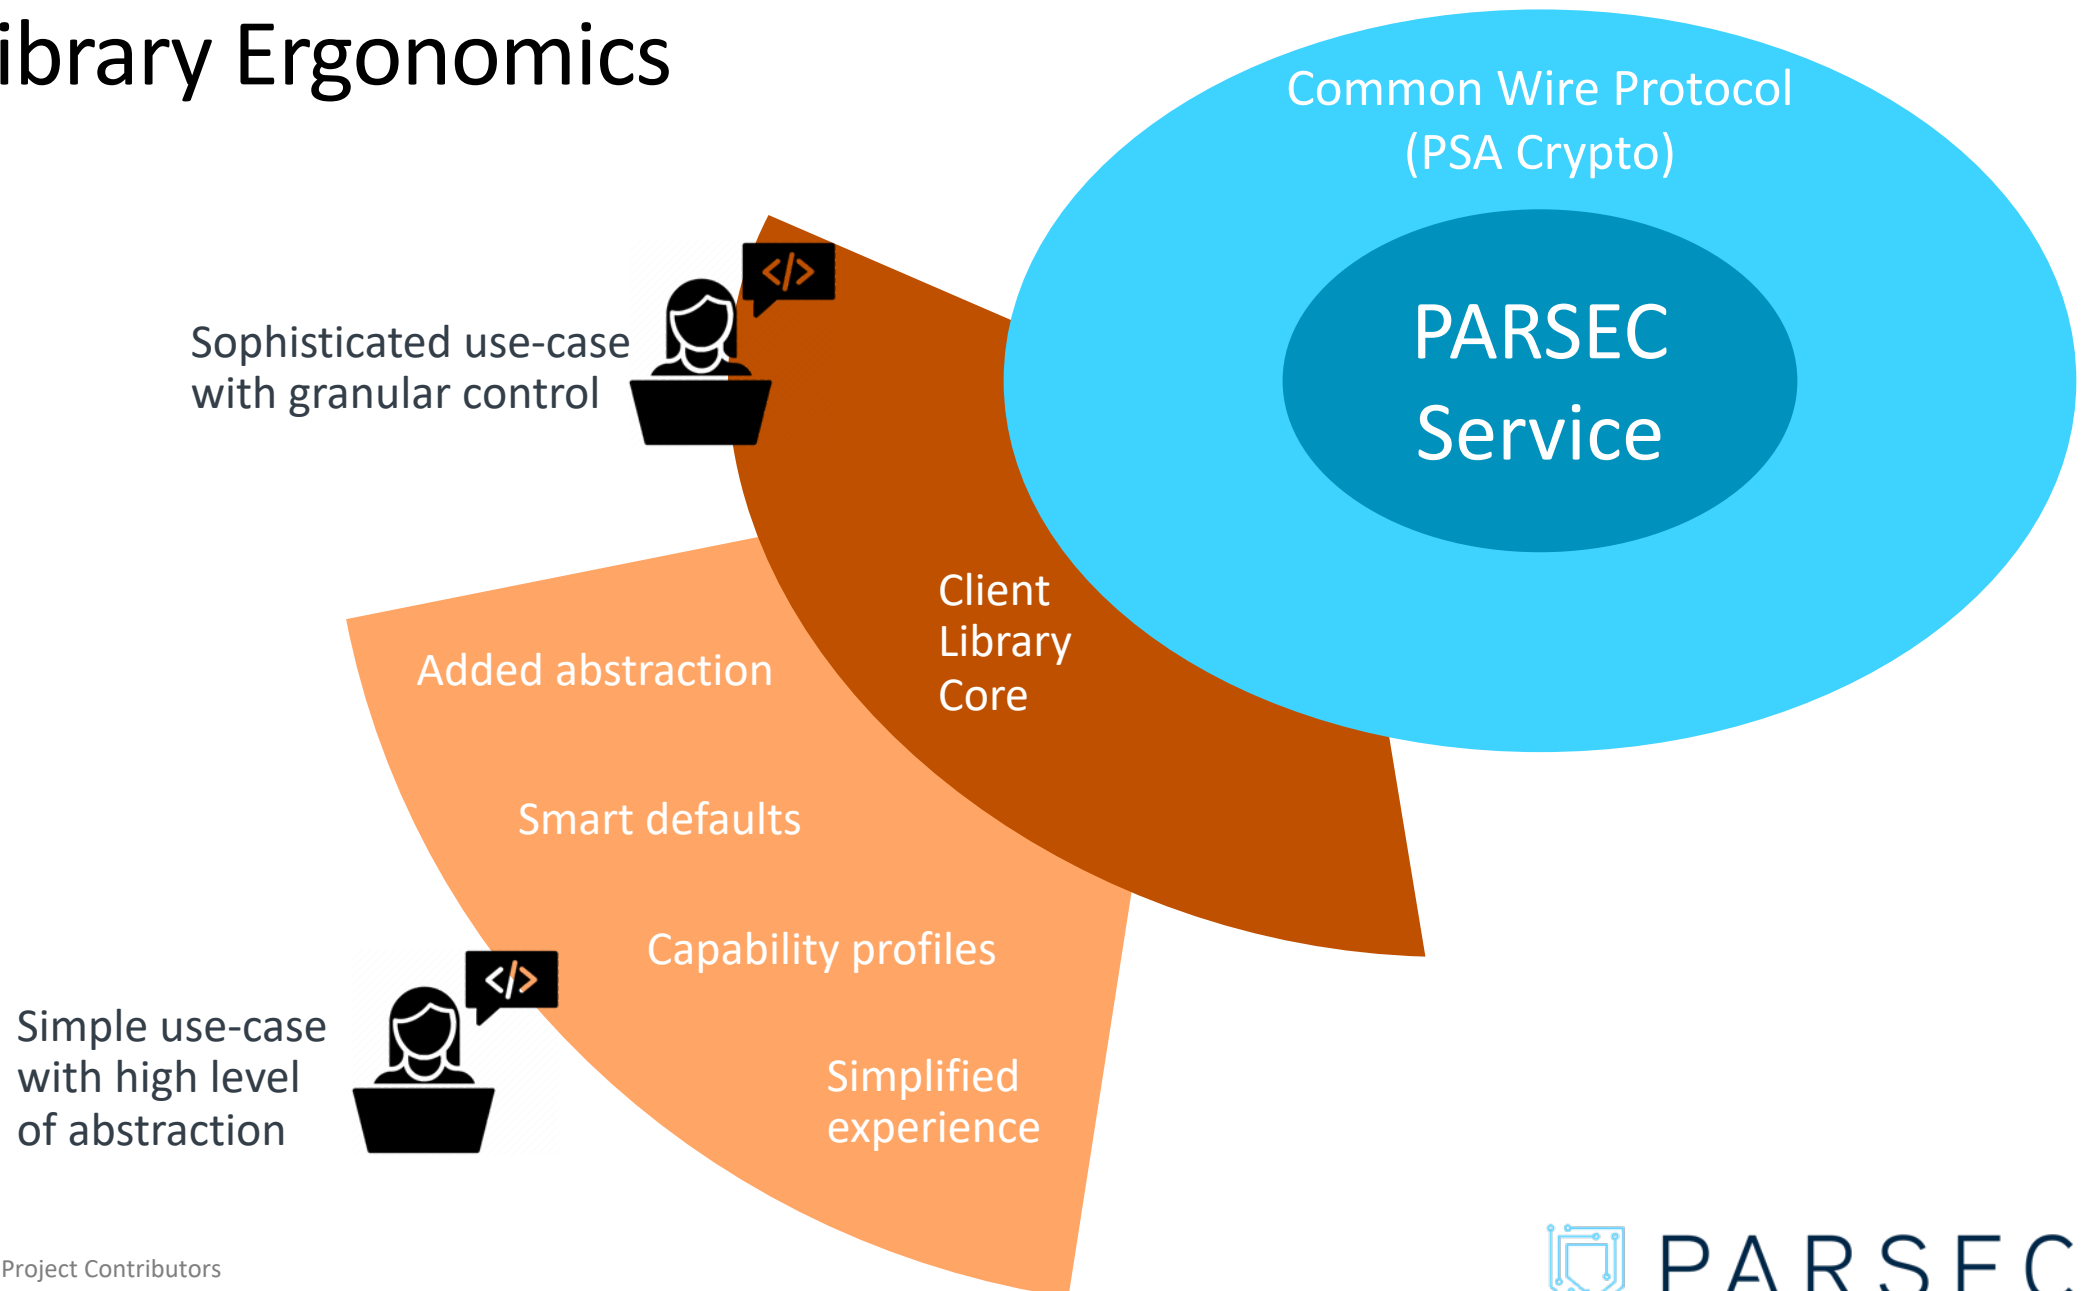 ibrary Ergonomics
Common Wire Protocol
(PSA Crypto)
PARSEC
Service
</>
Sophisticated use-case
with granular control
Client
Library
Core
Added abstraction
Smart defaults
Capability profiles
Simplified
experience
</>
Simple use-case
with high level
of abstraction
Project Contributors
PARSEC